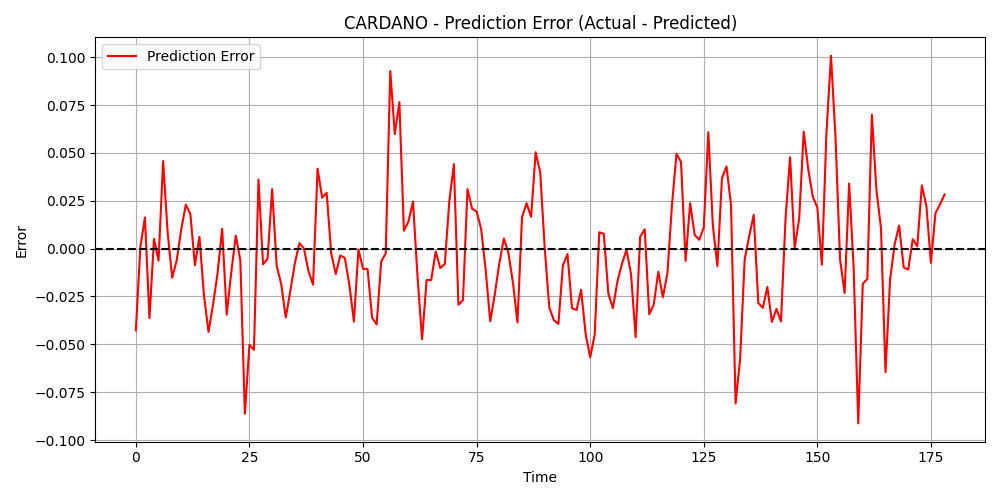 CARDANO - Prediction Error (Actual - Predicted)
Prediction Error
0.100
0.075
0.050
0.025
0.000
−0.025
−0.050
−0.075
−0.100
Error
0 25 50 75 100 125 150 175
Time